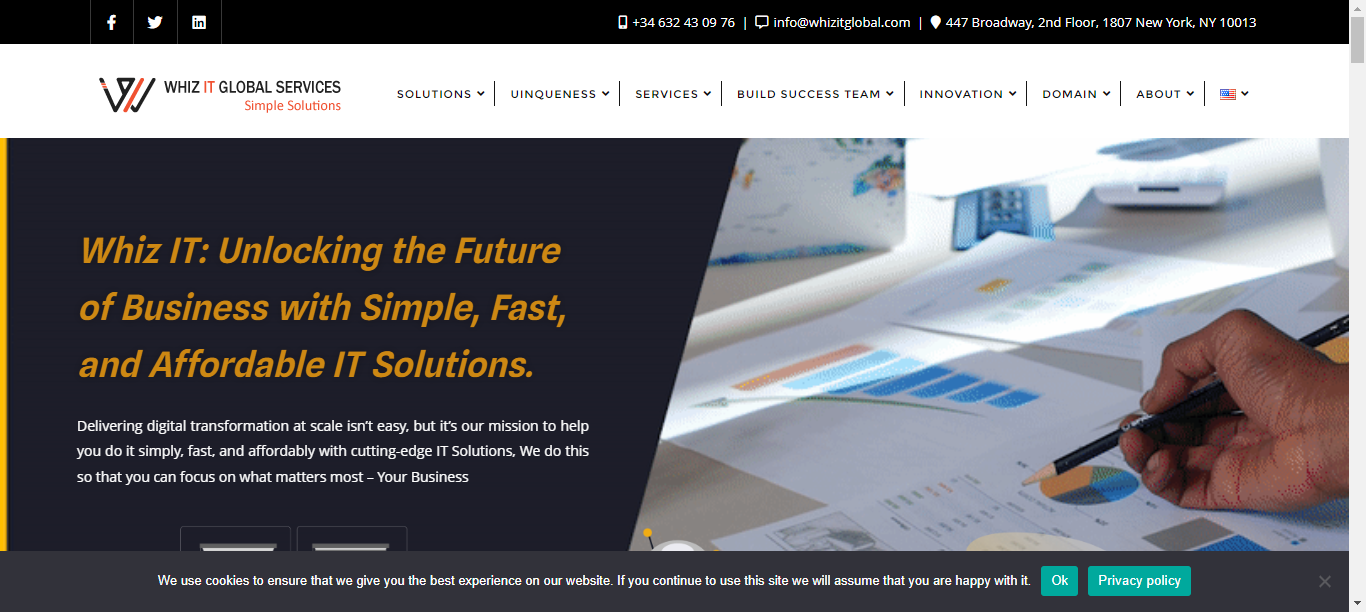 +34 632 43 09 76 | info@whizitglobal.com | 447 Broadway, 2nd Floor, 1807 New York, NY 10013
WHIZ IT GLOBAL SERVICES
Simple Solutions
SOLUTIONS UINQUENESS SERVICES BUILD SUCCESS TEAM INNOVATION DOMAIN ABOUT
Whiz IT: Unlocking the Future
of Business with Simple, Fast,
and Affordable IT Solutions.
Delivering digital transformation at scale isn't easy, but it's our mission to help
you do it simply, fast, and affordably with cutting-edge IT Solutions, We do this
so that you can focus on what matters most – Your Business
We use cookies to ensure that we give you the best experience on our website. If you continue to use this site we will assume that you are happy with it. Ok Privacy policy